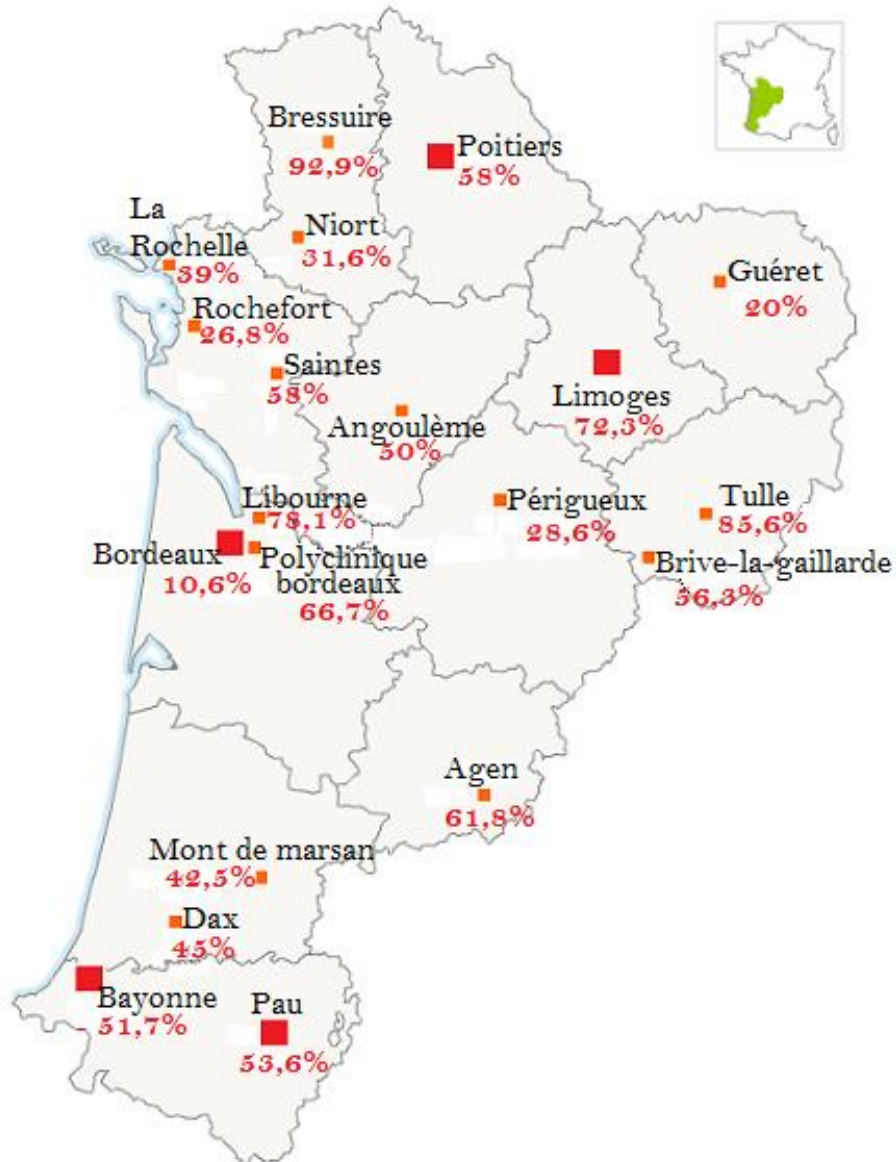 Bressuire
92,9%
Poitiers
58%
La
Rochelle
39%
Niort
31,6%
Guéret
20%
Rochefort
26,8%
Saintes
58%
Limoges
72,3%
Angoulème
50%
Libourne
78,1%
Périgueux
28,6%
Tulle
85,6%
Bordeaux
10,6%
Polyclinique
bordeaux
66,7%
Brive-la-gaillarde
56,3%
Agen
61,8%
Mont de marsan
42,5%
Dax
45%
Bayonne
51,7%
Pau
53,6%